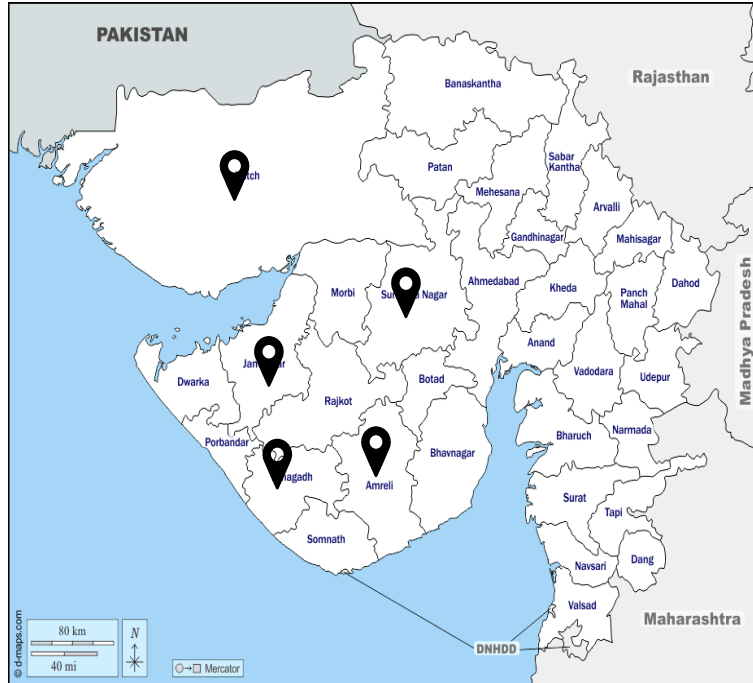 PAKISTAN
Rajasthan
Banaskantha
Patan
Sabar
Kantha
Mehesana
Arvalli
Gandhinagar
Mahisagar
Ahmedabad
Kheda
Panch
Mahal
Dahod
Morbi
Anand
Vadodara
Udepur
Madhya Pradesh
Dwarka
Rajkot
Botad
Porbandar
Bhavnagar
Bharuch
Narmada
Amreli
Surat
Tapi
Somnath
Navsari
Dang
Valsad
Maharashtra
DNHDD
© d-maps.com
80 km
40 mi
N
Mercator